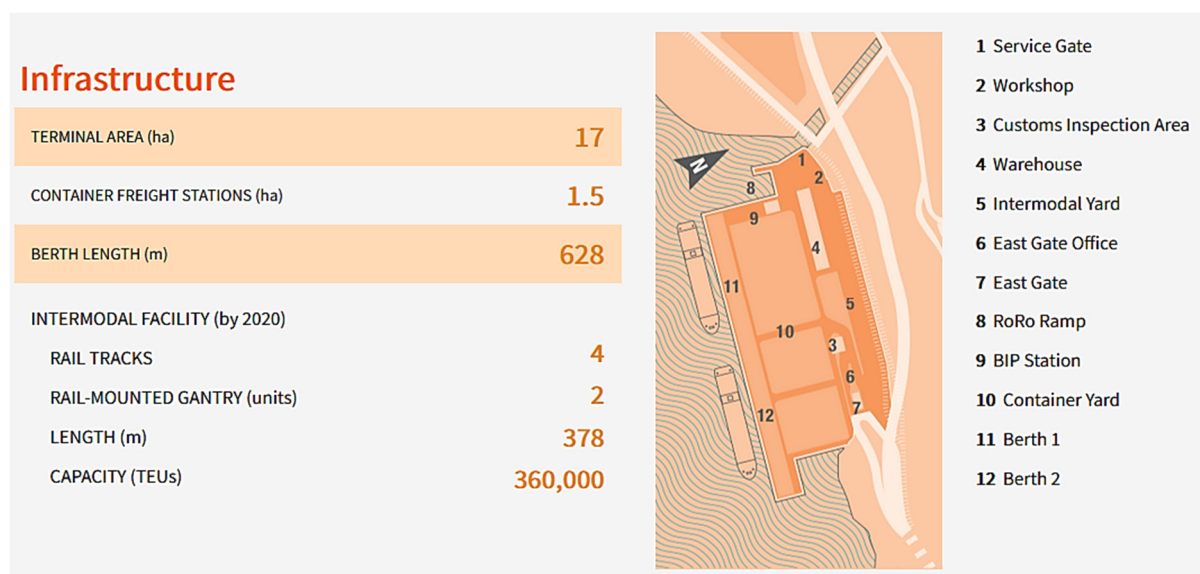 Infrastructure
TERMINAL AREA (ha) 17
CONTAINER FREIGHT STATIONS (ha) 1.5
BERTH LENGTH (m) 628
INTERMODAL FACILITY (by 2020)
RAIL TRACKS 4
RAIL-MOUNTED GANTRY (units) 2
LENGTH (m) 378
CAPACITY (TEUs) 360,000
N
1
2
8
9
4
11
5
10
3
6
7
12
1 Service Gate
2 Workshop
3 Customs Inspection Area
4 Warehouse
5 Intermodal Yard
6 East Gate Office
7 East Gate
8 RoRo Ramp
9 BIP Station
10 Container Yard
11 Berth 1
12 Berth 2